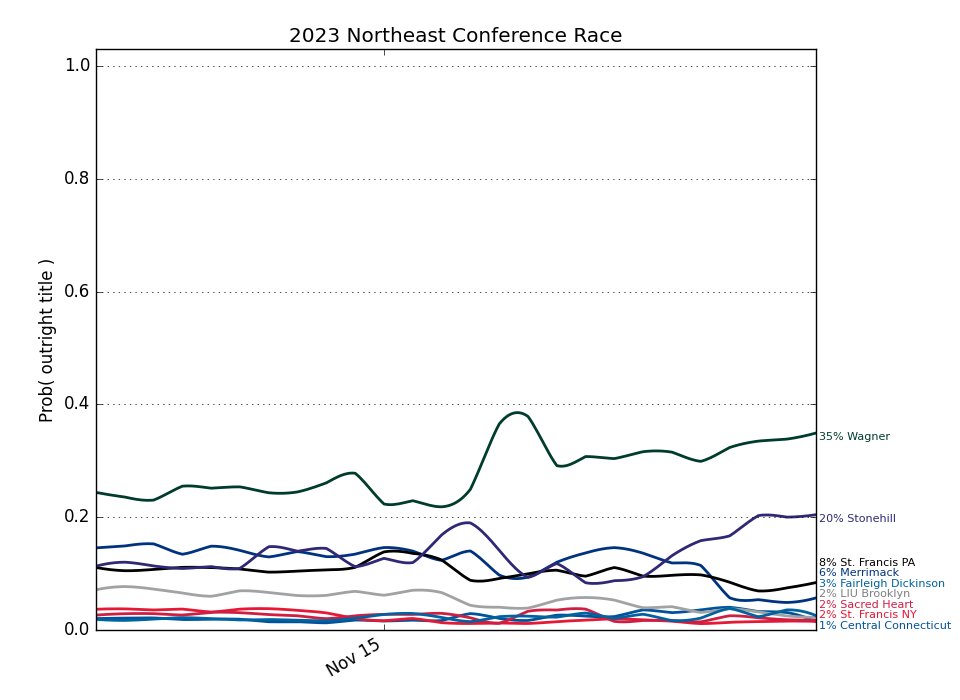 2023 Northeast Conference Race
Prob( outright title )
1.0
0.8
0.6
0.4
0.2
0.0
Nov 15
35% Wagner
20% Stonehill
8% St. Francis PA
6% Merrimack
3% Fairleigh Dickinson
2% LIU Brooklyn
2% Sacred Heart
2% St. Francis NY
1% Central Connecticut